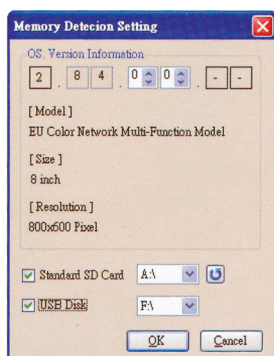 Memory Detecion Setting
OS. Version Information
2 . 8 4 . 0 0 . - -
[ Model ]
EU Color Network Multi-Function Model
[ Size ]
8 inch
[ Resolution ]
800x600 Pixel
Standard SD Card A:\
USB Disk F:\
OK Cancel